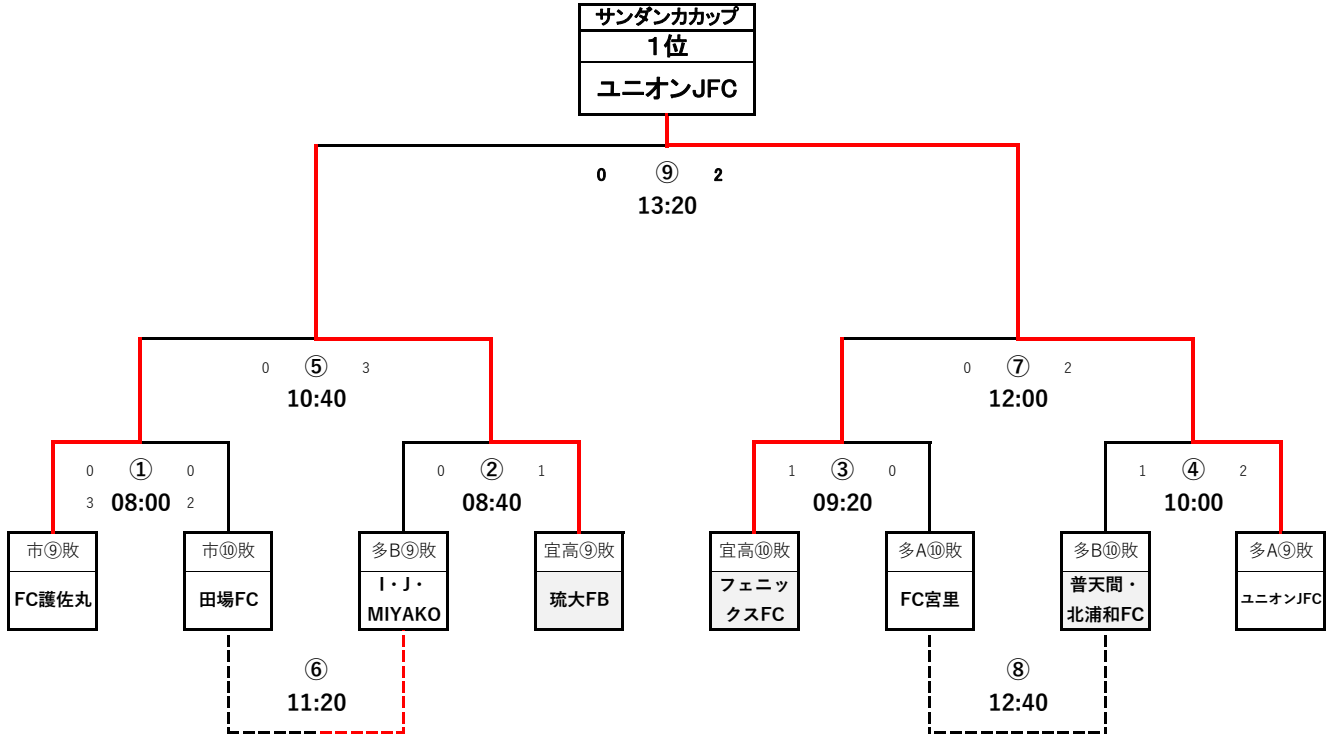 サンダンカカップ
1位
ユニオンJFC
0 ⑨ 2
13:20
0 ⑤ 3
10:40
0 ⑦ 2
12:00
0 ① 0
3 08:00 2
0 ② 1
08:40
1 ③ 0
09:20
1 ④ 2
10:00
市⑨敗
FC護佐丸
市⑩敗
田場FC
多B⑨敗
I・J・
MIYAKO
宜高⑨敗
琉大FB
宜高⑩敗
フェニッ
クスFC
多A⑩敗
FC宮里
多B⑩敗
普天間・
北浦和FC
多A⑨敗
ユニオンJFC
⑥
11:20
⑧
12:40